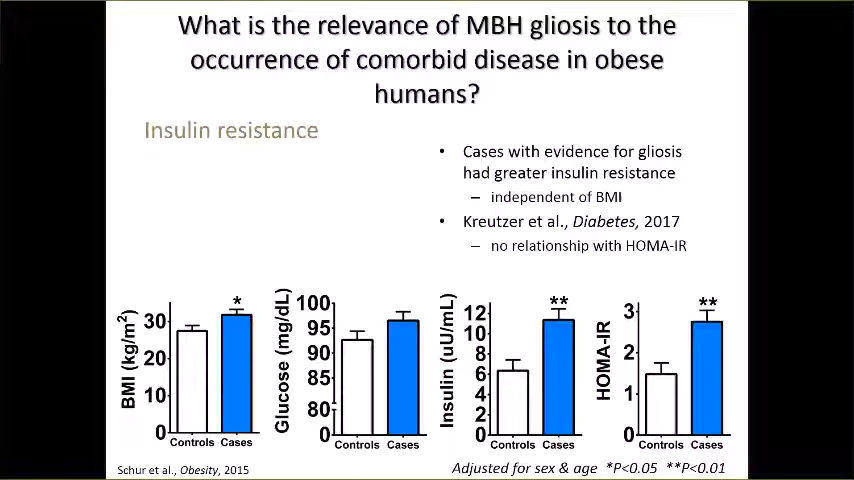 What is the relevance of MBH gliosis to the
occurrence of comorbid disease in obese
humans?
Insulin resistance
• Cases with evidence for gliosis
had greater insulin resistance
– independent of BMI
• Kreutzer et al., Diabetes, 2017
– no relationship with HOMA-IR
BMI (kg/m²)
30
20
10
0
*
Controls Cases
Glucose (mg/dL)
100
95
90
85
80
0
Controls Cases
Insulin (uU/mL)
12
10
8
6
4
2
0
**
Controls Cases
HOMA-IR
3
2
1
0
**
Controls Cases
Schur et al., Obesity, 2015
Adjusted for sex & age *P<0.05 **P<0.01